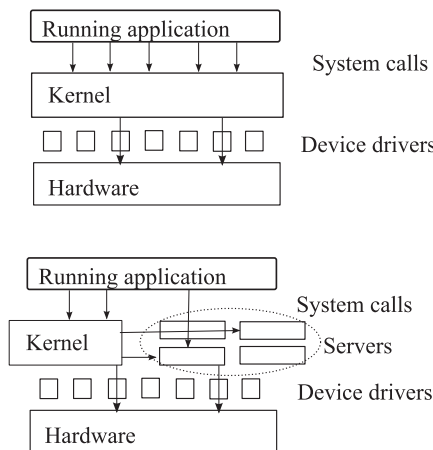 Running application
System calls
Kernel
Device drivers
Hardware
Running application
System calls
Kernel
Servers
Device drivers
Hardware